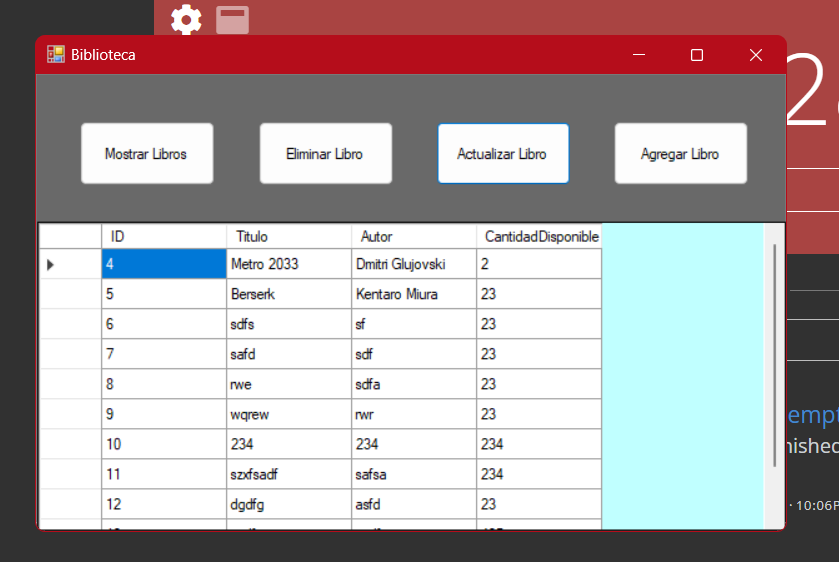 Biblioteca
Mostrar Libros Eliminar Libro Actualizar Libro Agregar Libro
ID Titulo Autor CantidadDisponible
4 Metro 2033 Dmitri Glujovski 2
5 Berserk Kentaro Miura 23
6 sdfs sf 23
7 safd sdf 23
8 rwe sdfa 23
9 wqrew rwr 23
10 234 234 234
11 szxfsadf safsa 234
12 dgdfg asfd 23
2
empt
nished
· 10:06P